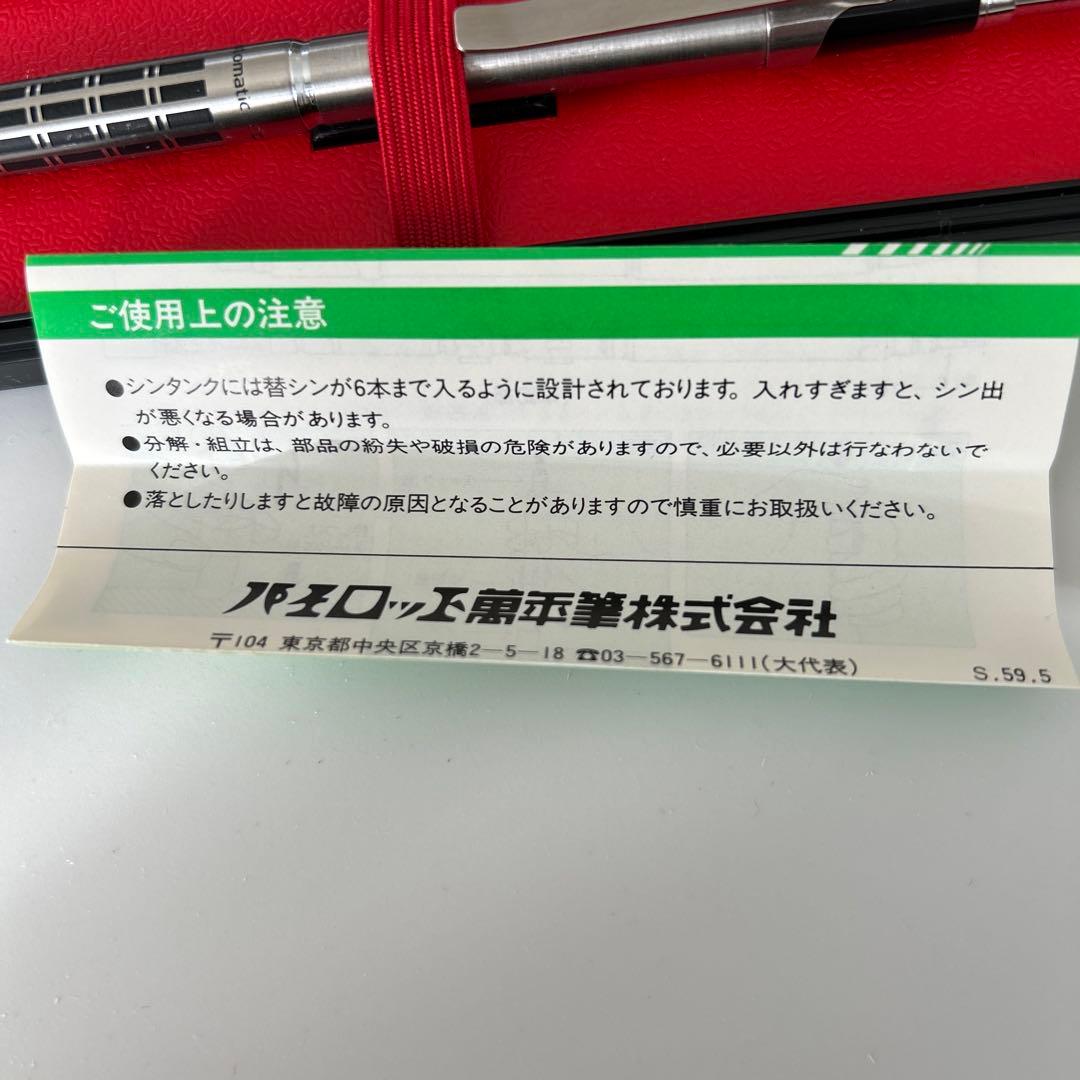 omatic
ご使用上の注意
●シンタンクには替シンが6本まで入るように設計されております。入れすぎますと、シン出
が悪くなる場合があります。
●分解・組立は、部品の紛失や破損の危険がありますので、必要以外は行なわないで
ください。
●落としたりしますと故障の原因となることがありますので慎重にお取扱いください。
パイロット萬年筆株式会社
〒104 東京都中央区京橋2-5-18 ☎03-567-6111(大代表)
S.59.5